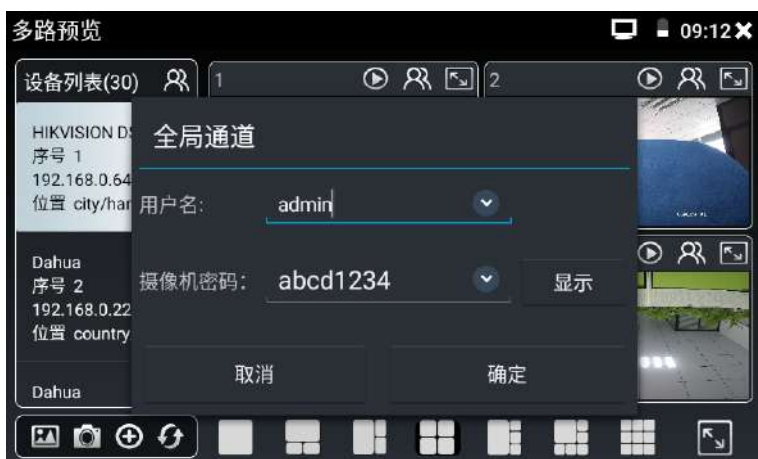 多路预览
09:12
设备列表(30)
1
2
HIKVISION DS
序号 1
192.168.0.64
位置 city/har
Dahua
序号 2
192.168.0.22
位置 country
Dahua
全局通道
用户名:
admin
摄像机密码:
abcd1234
显示
取消
确定